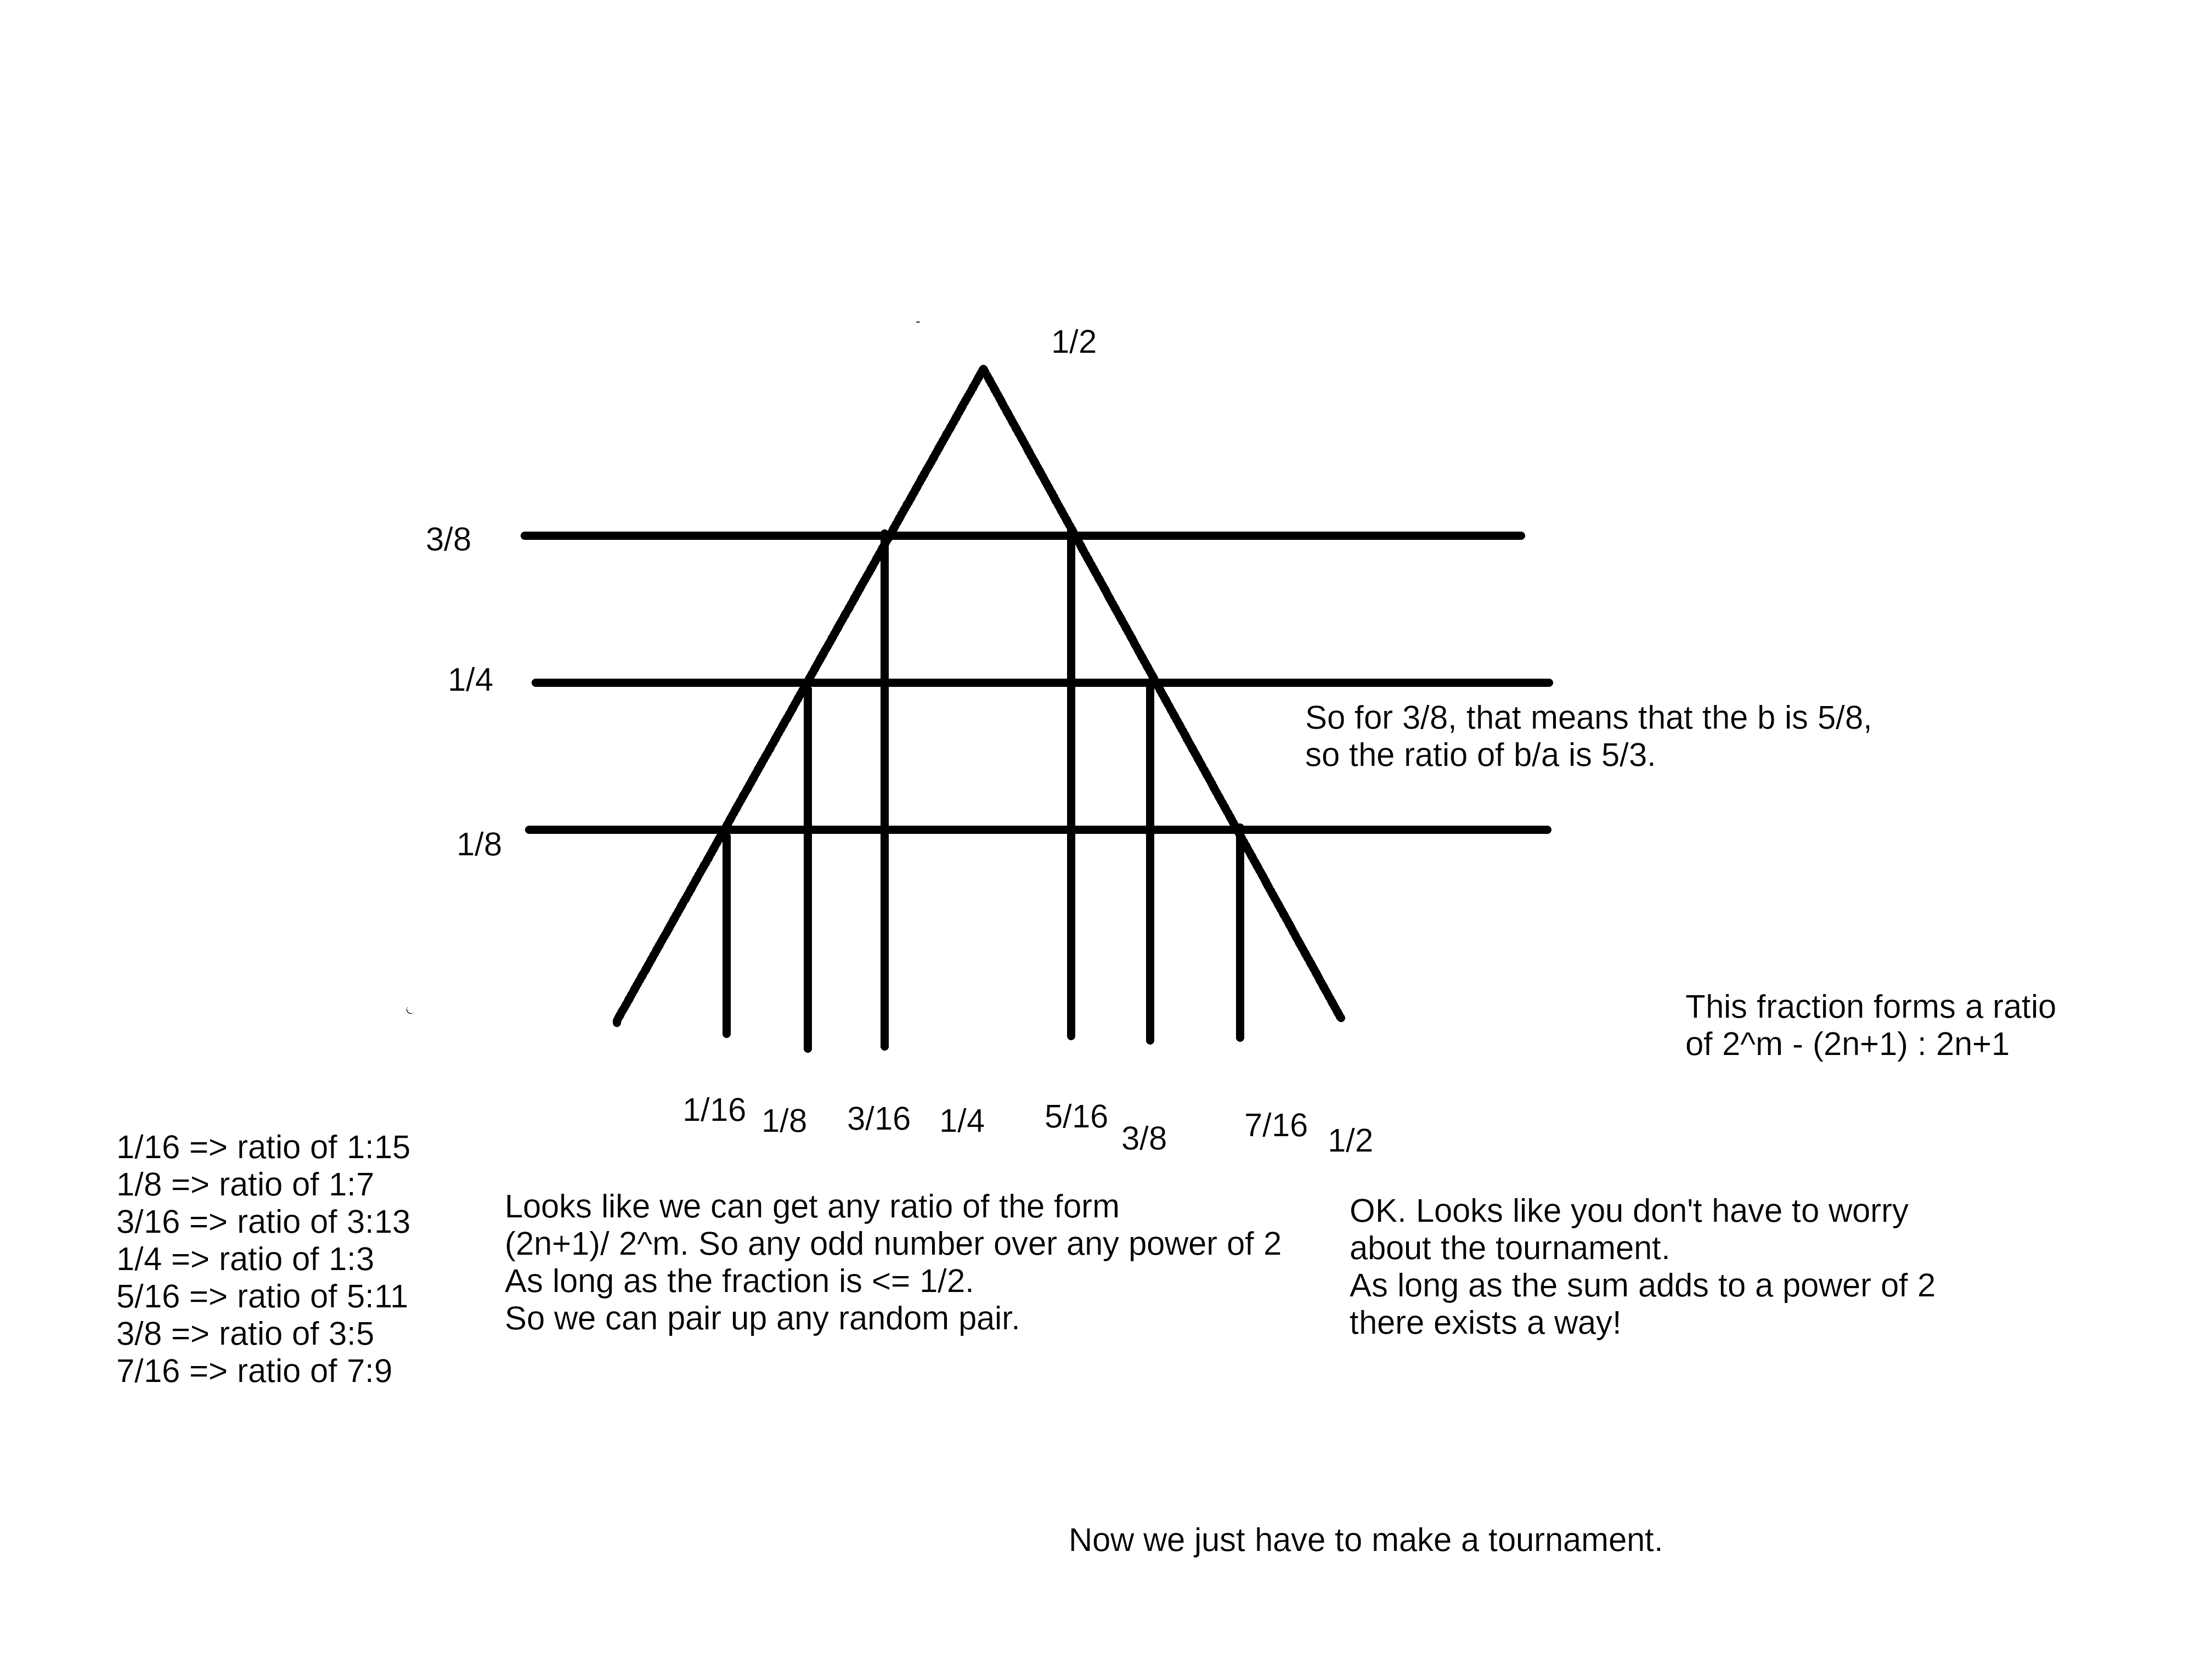 1/2
3/8
1/4
So for 3/8, that means that the b is 5/8,
so the ratio of b/a is 5/3.
1/8
This fraction forms a ratio
of 2^m - (2n+1) : 2n+1
1/16 1/8 3/16 1/4 5/16 3/8 7/16 1/2
1/16 => ratio of 1:15
1/8 => ratio of 1:7
3/16 => ratio of 3:13
1/4 => ratio of 1:3
5/16 => ratio of 5:11
3/8 => ratio of 3:5
7/16 => ratio of 7:9
Looks like we can get any ratio of the form
(2n+1)/ 2^m. So any odd number over any power of 2
As long as the fraction is <= 1/2.
So we can pair up any random pair.
OK. Looks like you don't have to worry
about the tournament.
As long as the sum adds to a power of 2
there exists a way!
Now we just have to make a tournament.